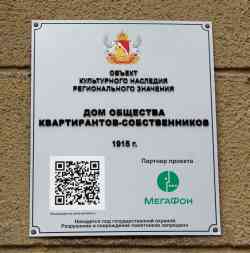 ОБЪЕКТ
КУЛЬТУРНОГО НАСЛЕДИЯ
РЕГИОНАЛЬНОГО ЗНАЧЕНИЯ
ДОМ ОБЩЕСТВА
КВАРТИРАНТОВ-СОБСТВЕННИКОВ
1915 г.
Партнер проекта
МЕГАФОН
Находится под государственной охраной
Разрушение и повреждение памятников запрещено